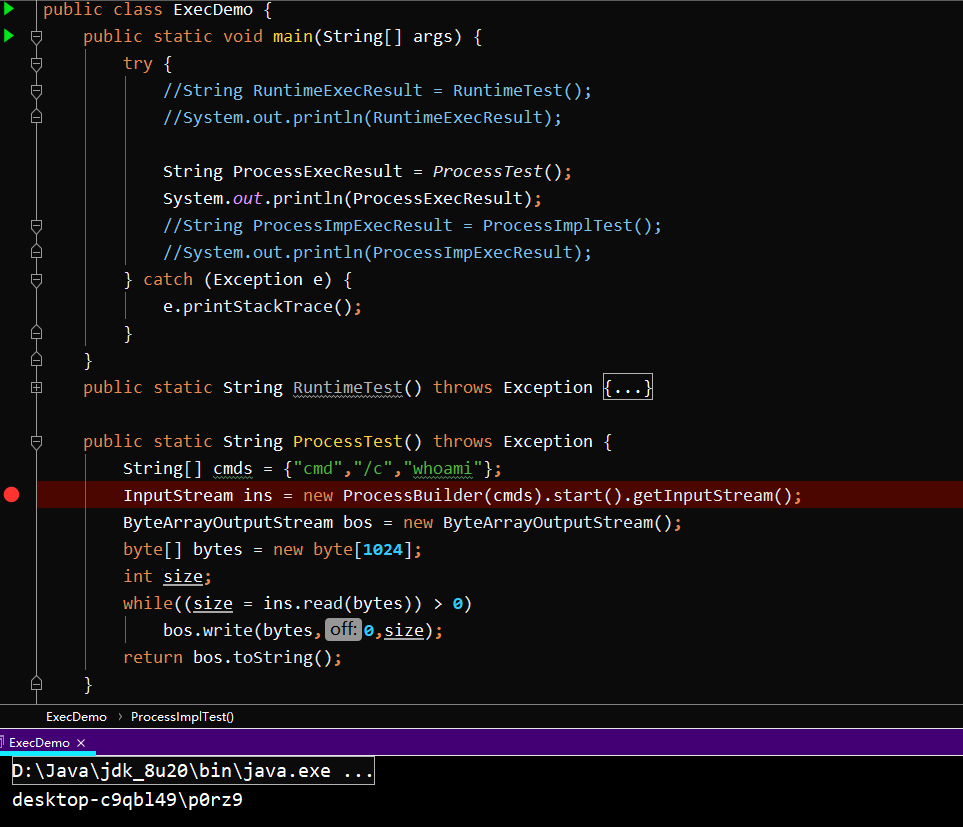 public class ExecDemo {
public static void main(String[] args) {
try {
//String RuntimeExecResult = RuntimeTest();
//System.out.println(RuntimeExecResult);
String ProcessExecResult = ProcessTest();
System.out.println(ProcessExecResult);
//String ProcessImpExecResult = ProcessImplTest();
//System.out.println(ProcessImpExecResult);
} catch (Exception e) {
e.printStackTrace();
}
}
public static String RuntimeTest() throws Exception {...}
public static String ProcessTest() throws Exception {
String[] cmds = {"cmd","/c","whoami"};
InputStream ins = new ProcessBuilder(cmds).start().getInputStream();
ByteArrayOutputStream bos = new ByteArrayOutputStream();
byte[] bytes = new byte[1024];
int size;
while((size = ins.read(bytes)) > 0)
bos.write(bytes, off: 0,size);
return bos.toString();
}
ExecDemo › ProcessImplTest()
ExecDemo ×
D:\Java\jdk_8u20\bin\java.exe ...
desktop-c9qbl49\p0rz9